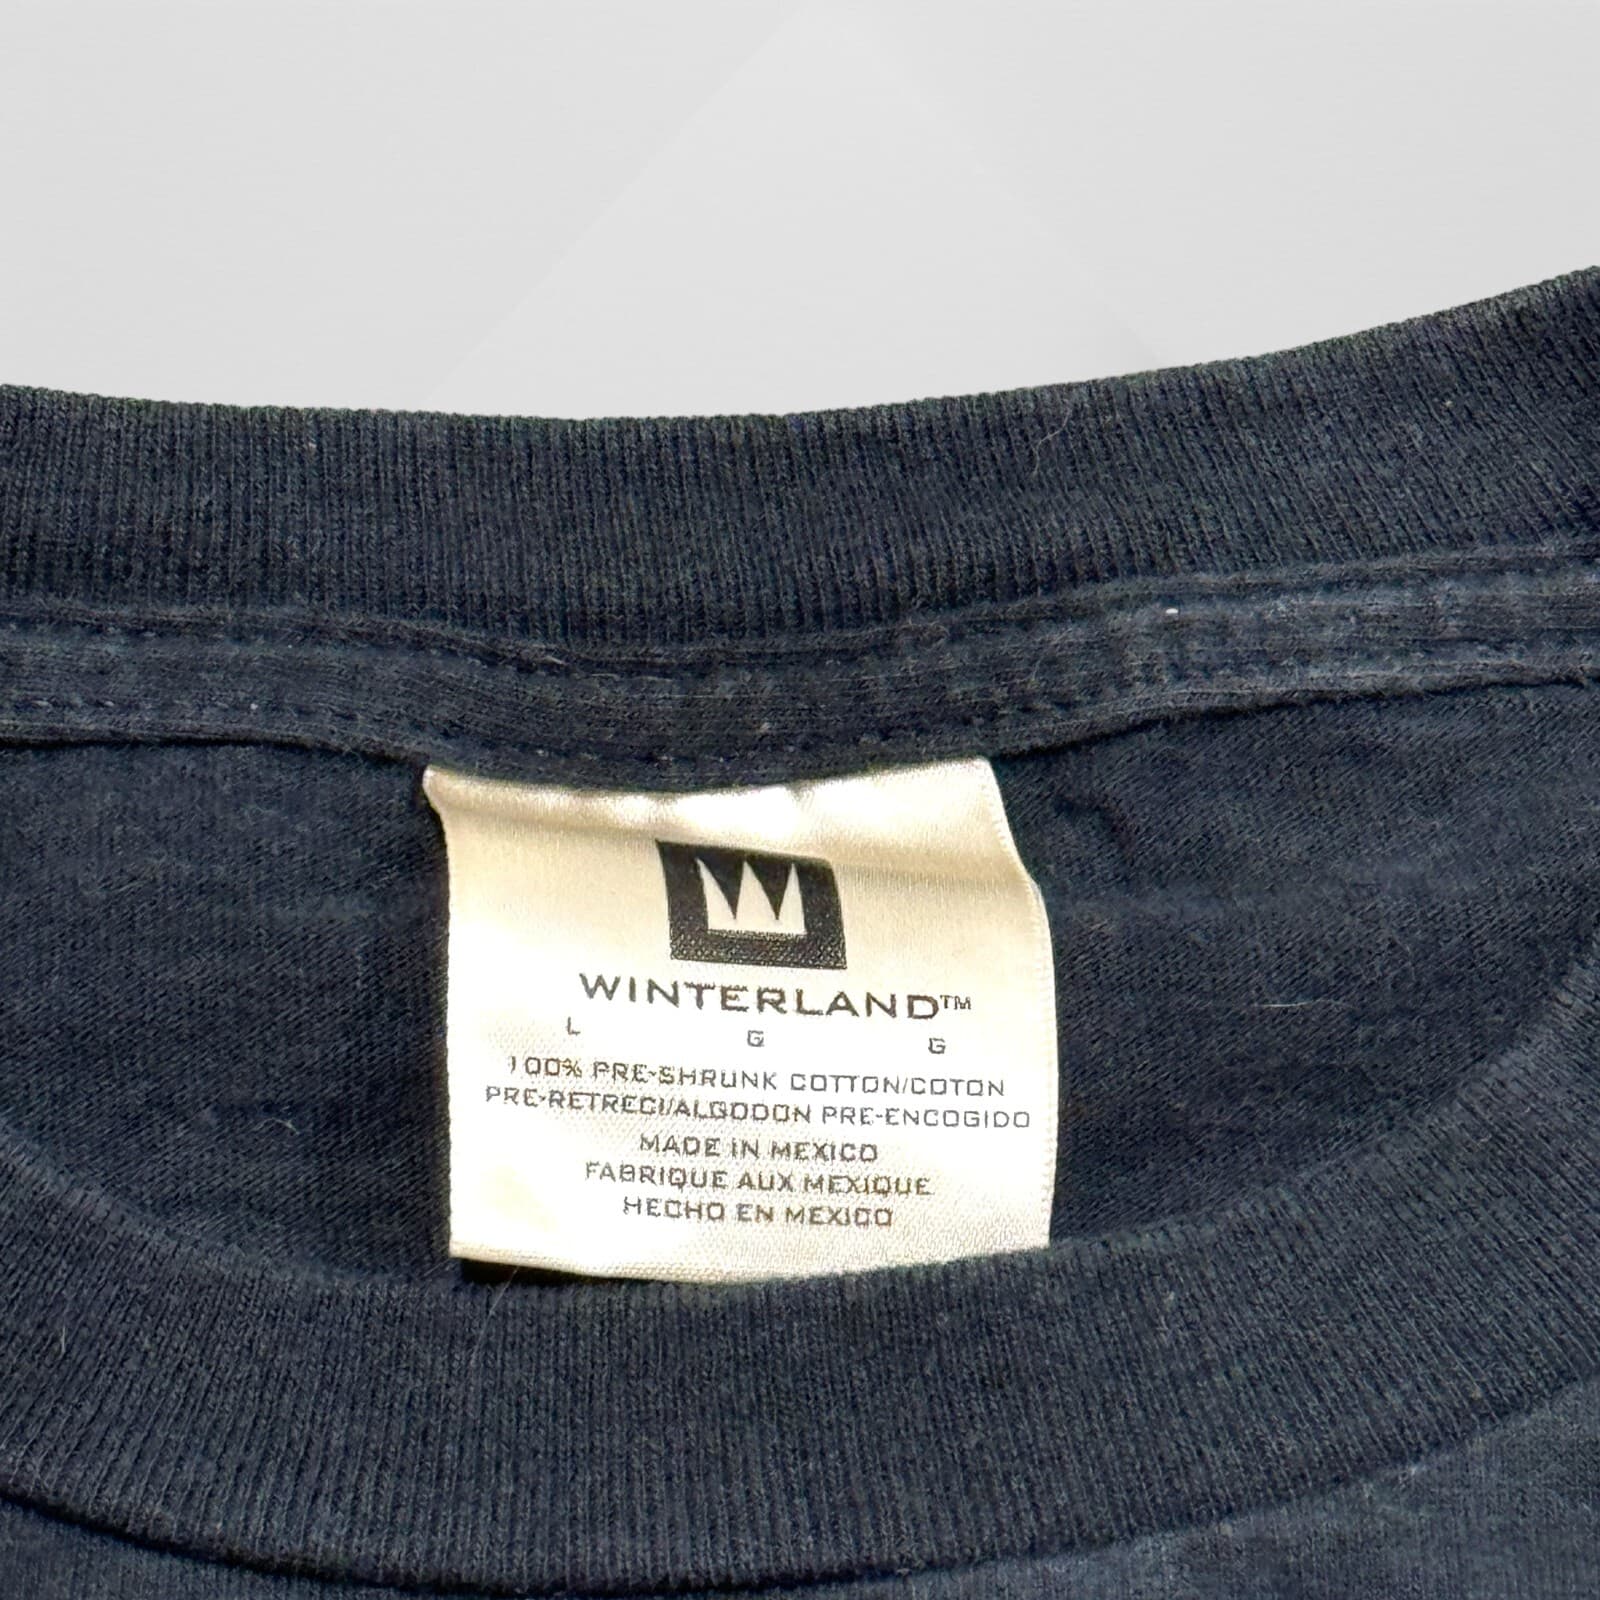 WINTERLAND™
L G G
100% PRE-SHRUNK COTTON/COTON
PRE-RETRECI/ALGODON PRE-ENCOGIDO
MADE IN MEXICO
FABRIQUE AUX MEXIQUE
HECHO EN MEXICO